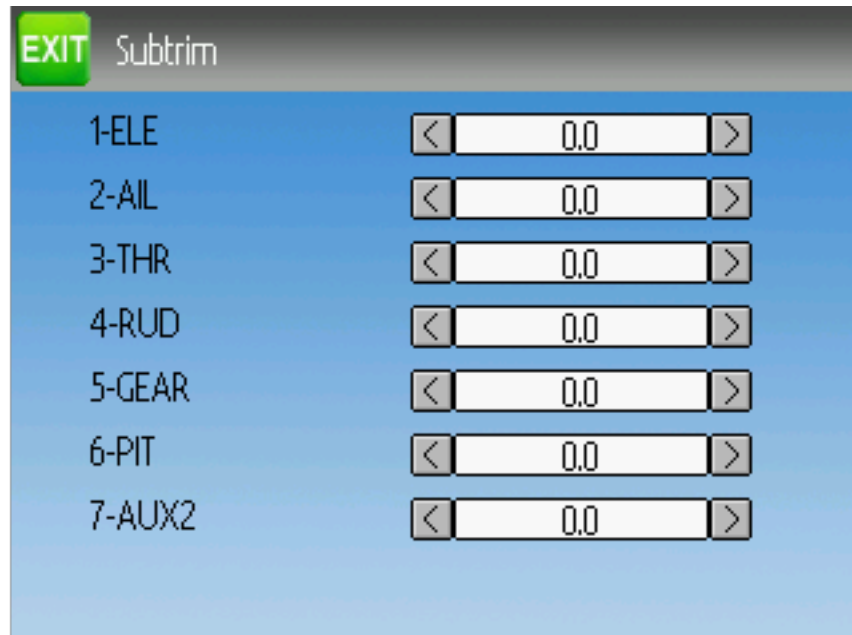 EXIT Subtrim
1-ELE < 0.0 >
2-AIL < 0.0 >
3-THR < 0.0 >
4-RUD < 0.0 >
5-GEAR < 0.0 >
6-PIT < 0.0 >
7-AUX2 < 0.0 >